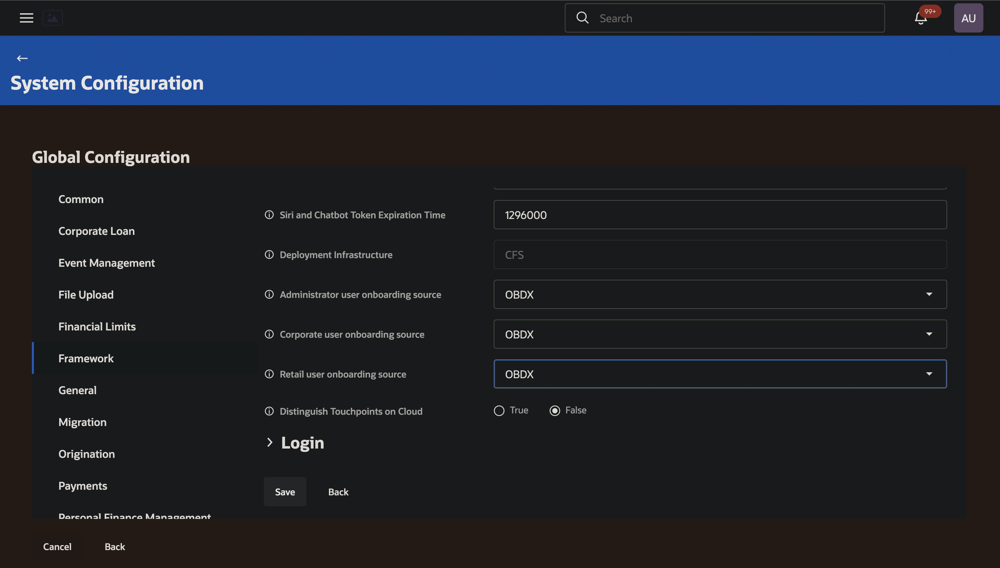 Search
99+
AU
System Configuration
Global Configuration
Common
Corporate Loan
Event Management
File Upload
Financial Limits
Framework
General
Migration
Origination
Payments
Personal Finance Management
Siri and Chatbot Token Expiration Time
1296000
Deployment Infrastructure
CFS
Administrator user onboarding source
OBDX
Corporate user onboarding source
OBDX
Retail user onboarding source
OBDX
Distinguish Touchpoints on Cloud
True
False
Login
Save
Back
Cancel
Back